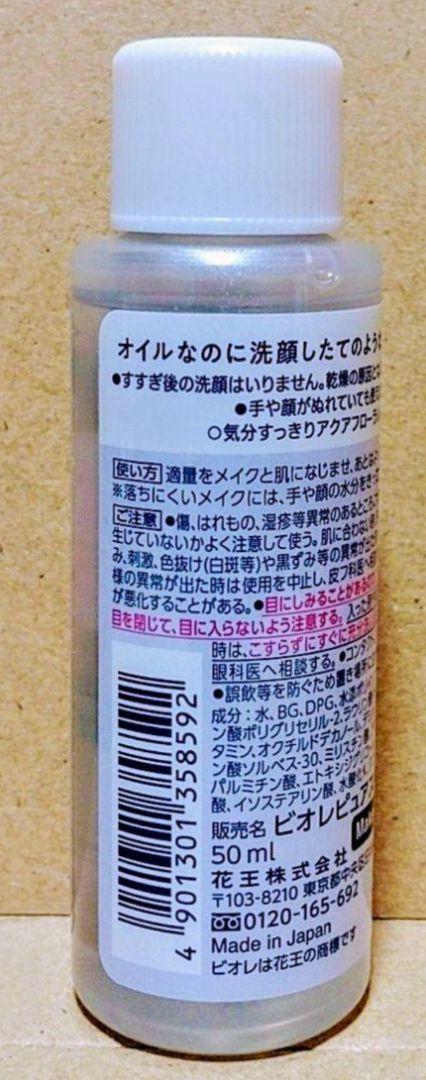 オイルなのに洗顔したてのような
●すすぎ後の洗顔はいりません。乾燥の原因と
●手や顔がぬれていても使
○気分すっきりアクアフローラル
使い方 適量をメイクと肌になじませ、あとは
※落ちにくいメイクには、手や顔の水分を
ご注意 ●傷、はれもの、湿疹等異常のあるところ
生じていないかよく注意して使う。肌に合わない
み、刺激、色抜け(白斑等)や黒ずみ等の異常が
様の異常が出た時は使用を中止し、皮フ科医へ
が悪化することがある。●目にしみることがあるので
目を閉じて、目に入らないよう注意する。入った
時は、こすらずにすぐに充分
眼科医へ相談する。●コンタク
●誤飲等を防ぐため置き場所に
成分：水、BG、DPG、水添ポリ
ン酸ポリグリセリル-2、ラウリン
タミン、オクチルドデカノール
ン酸ソルベス-30、ミリスチン
パルミチン酸、エトキシジグリ
酸、イソステアリン酸、水酸
販売名 ビオレピュア
50ml
花王株式会社
〒103-8210 東京都中央区
0120-165-692
Made in Japan
ビオレは花王の商標です
4 901301 358592